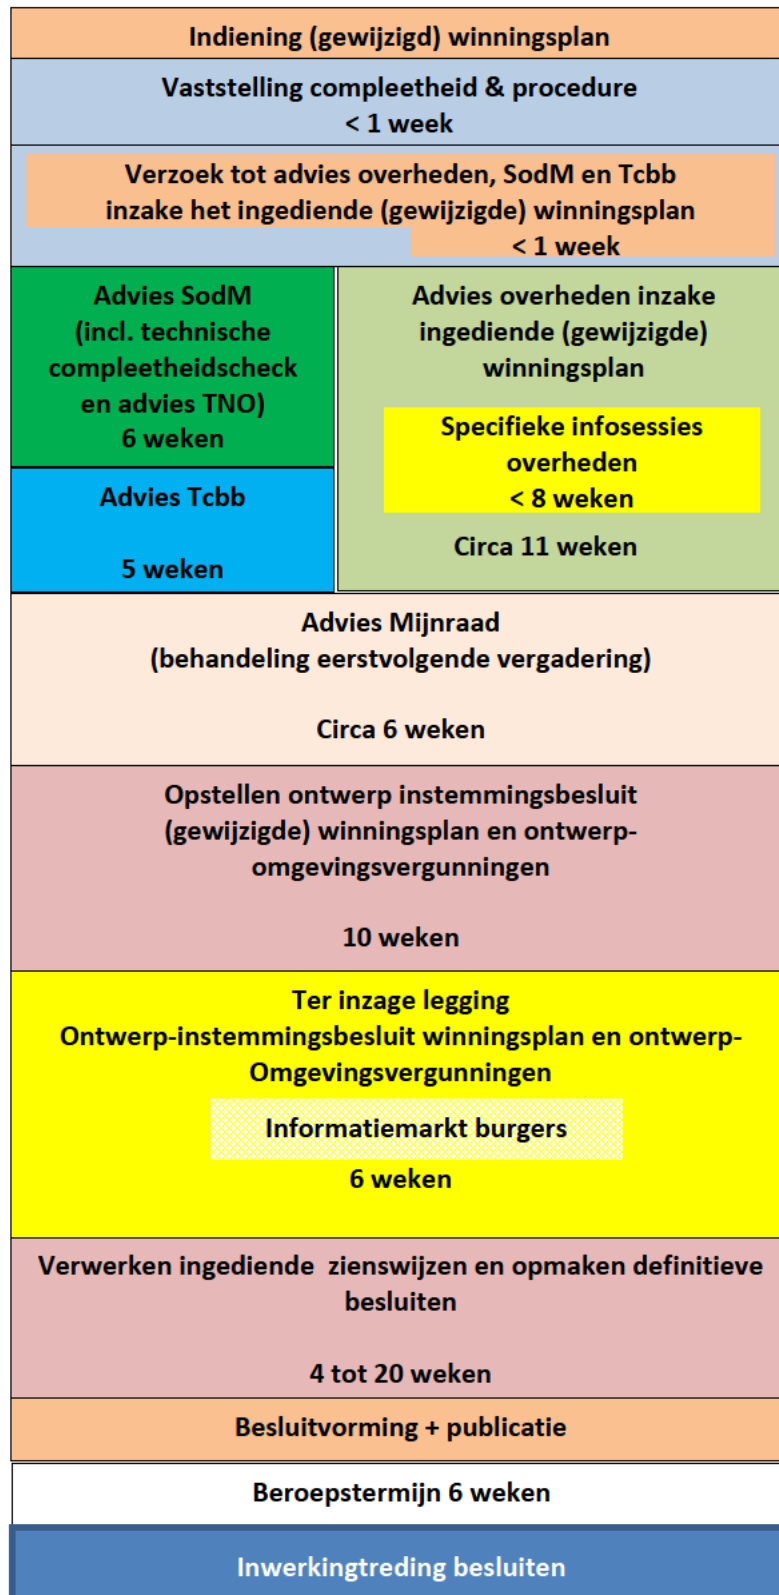 Indiening (gewijzigd) winningsplan
Vaststelling compleetheid & procedure
< 1 week
Verzoek tot advies overheden, SodM en Tcbb
inzake het ingediende (gewijzigde) winningsplan
< 1 week
Advies SodM
(incl. technische
compleetheidscheck
en advies TNO)
6 weken
Advies Tcbb
5 weken
Advies overheden inzake
ingediende (gewijzigde)
winningsplan
Specifieke infosessies
overheden
< 8 weken
Circa 11 weken
Advies Mijnraad
(behandeling eerstvolgende vergadering)
Circa 6 weken
Opstellen ontwerp instemmingsbesluit
(gewijzigde) winningsplan en ontwerp-
omgevingsvergunningen
10 weken
Ter inzage legging
Ontwerp-instemmingsbesluit winningsplan en ontwerp-
Omgevingsvergunningen
Informatiemarkt burgers
6 weken
Verwerken ingediende zienswijzen en opmaken definitieve
besluiten
4 tot 20 weken
Besluitvorming + publicatie
Beroepstermijn 6 weken
Inwerkingtreding besluiten